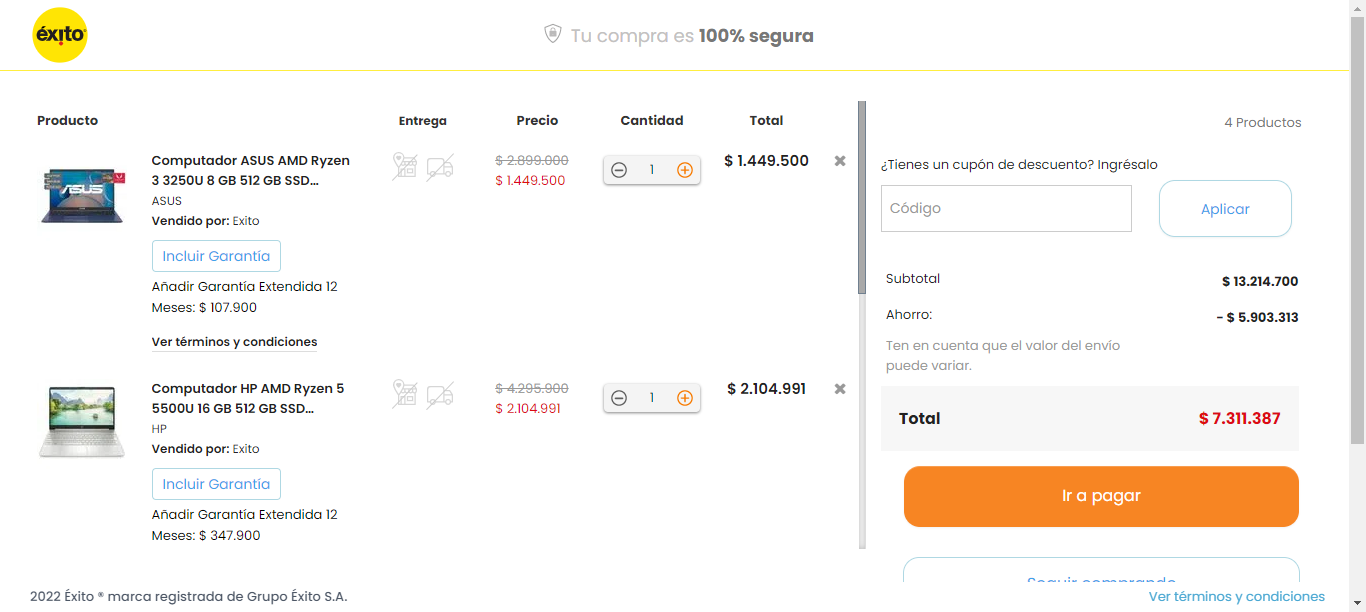 éxito
Tu compra es 100% segura
Producto
Entrega
Precio
Cantidad
Total
Computador ASUS AMD Ryzen
3 3250U 8 GB 512 GB SSD...
ASUS
Vendido por: Exito
Incluir Garantía
Añadir Garantía Extendida 12
Meses: $ 107.900
Ver términos y condiciones
$ 2.899.000
$ 1.449.500
1
$ 1.449.500
Computador HP AMD Ryzen 5
5500U 16 GB 512 GB SSD...
HP
Vendido por: Exito
Incluir Garantía
Añadir Garantía Extendida 12
Meses: $ 347.900
$ 4.295.900
$ 2.104.991
1
$ 2.104.991
4 Productos
¿Tienes un cupón de descuento? Ingrésalo
Código
Aplicar
Subtotal
$ 13.214.700
Ahorro:
- $ 5.903.313
Ten en cuenta que el valor del envío
puede variar.
Total
$ 7.311.387
Ir a pagar
Seguir comprando
2022 Éxito ® marca registrada de Grupo Éxito S.A.
Ver términos y condiciones